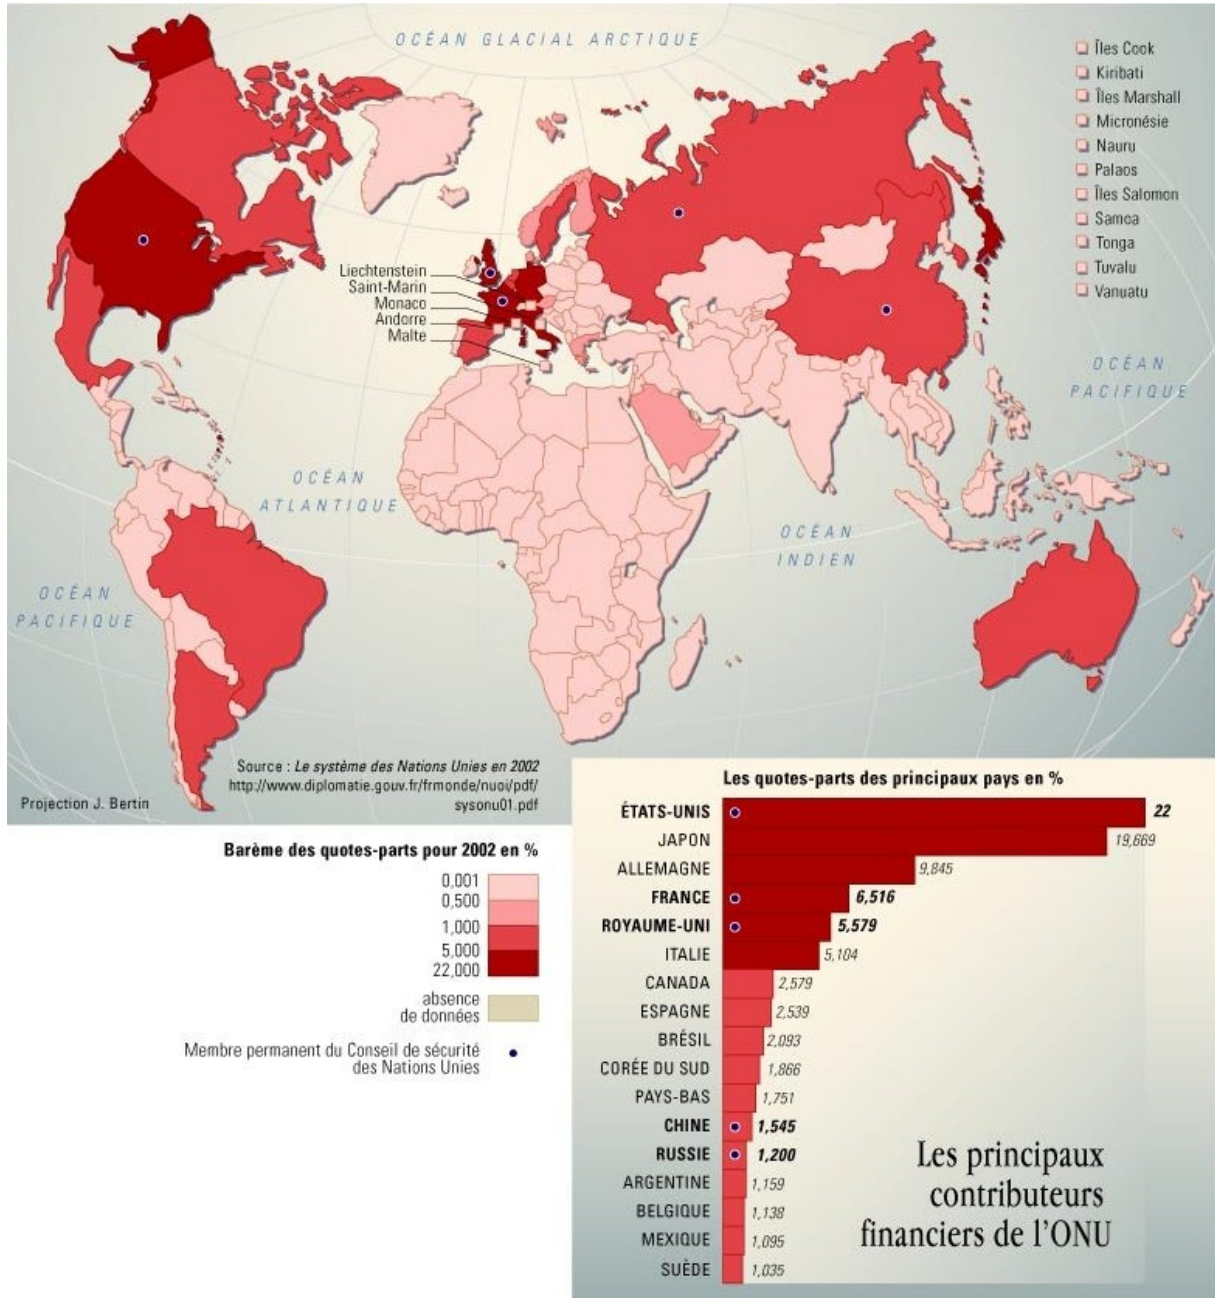 OCÉAN GLACIAL ARCTIQUE
Îles Cook
Kiribati
Îles Marshall
Micronésie
Nauru
Palaos
Îles Salomon
Samoa
Tonga
Tuvalu
Vanuatu
Liechtenstein
Saint-Marin
Monaco
Andorre
Malte
OCÉAN
PACIFIQUE
OCÉAN
ATLANTIQUE
OCÉAN
INDIEN
OCÉAN
PACIFIQUE
Source : Le système des Nations Unies en 2002
http://www.diplomatie.gouv.fr/frmonde/nuoi/pdf/
sysonu01.pdf
Projection J. Bertin
Barème des quotes-parts pour 2002 en %
0,001
0,500
1,000
5,000
22,000
absence
de données
Membre permanent du Conseil de sécurité
des Nations Unies
Les quotes-parts des principaux pays en %
ÉTATS-UNIS 22
JAPON 19,669
ALLEMAGNE 9,845
FRANCE 6,516
ROYAUME-UNI 5,579
ITALIE 5,104
CANADA 2,579
ESPAGNE 2,539
BRÉSIL 2,093
CORÉE DU SUD 1,866
PAYS-BAS 1,751
CHINE 1,545
RUSSIE 1,200
ARGENTINE 1,159
BELGIQUE 1,138
MEXIQUE 1,095
SUÈDE 1,035
Les principaux
contributeurs
financiers de l'ONU